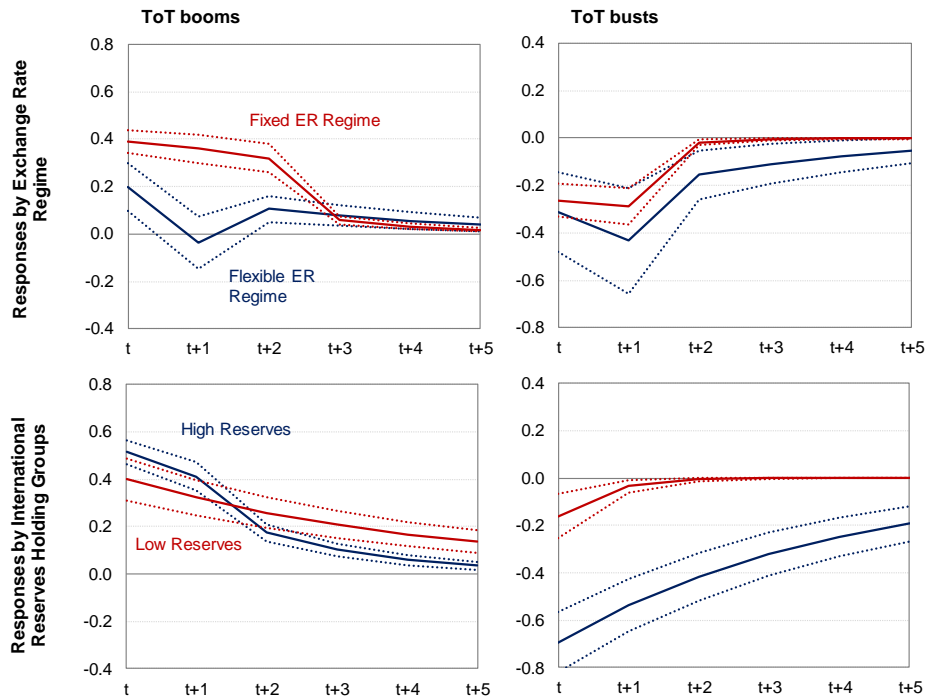 ToT booms
ToT busts
Responses by Exchange Rate
Regime
0.8
0.6
0.4
0.2
0.0
-0.2
-0.4
Fixed ER Regime
Flexible ER
Regime
t
t+1
t+2
t+3
t+4
t+5
0.4
0.2
0.0
-0.2
-0.4
-0.6
-0.8
t
t+1
t+2
t+3
t+4
t+5
Responses by International
Reserves Holding Groups
0.8
0.6
0.4
0.2
0.0
-0.2
-0.4
High Reserves
Low Reserves
t
t+1
t+2
t+3
t+4
t+5
0.4
0.2
0.0
-0.2
-0.4
-0.6
-0.8
t
t+1
t+2
t+3
t+4
t+5